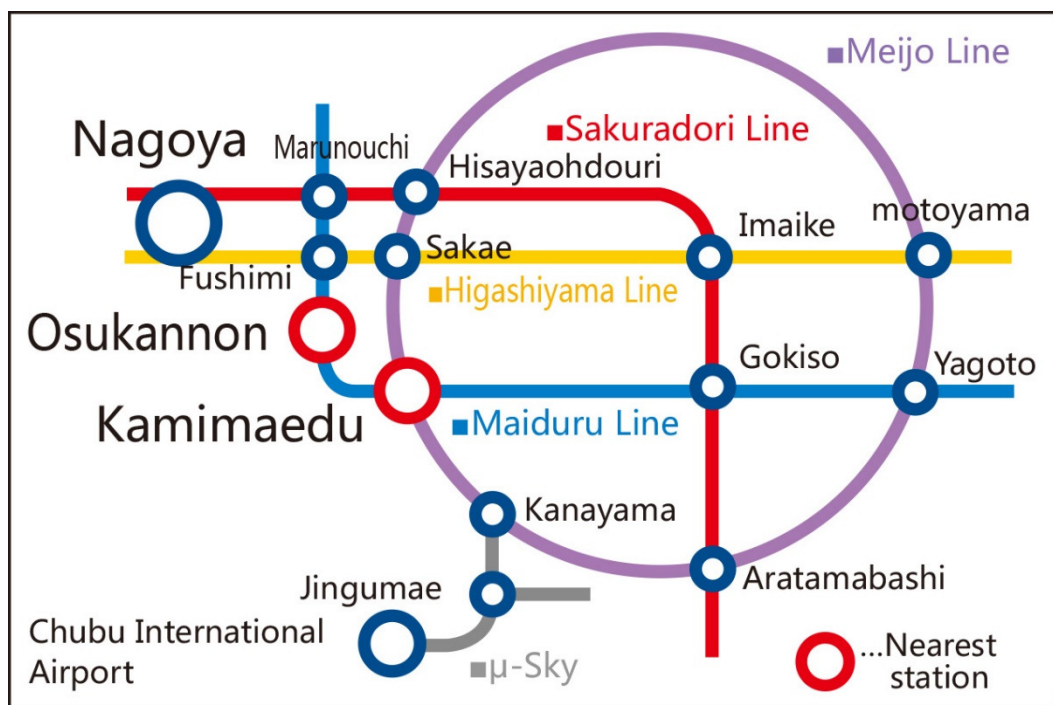 ■Meijo Line
■Sakuradori Line
Nagoya
Marunouchi
Hisayaohdouri
Imaike
motoyama
Fushimi
Sakae
■Higashiyama Line
Osukannon
Gokiso
Yagoto
Kamimaedu
■Maiduru Line
Kanayama
Jingumae
Aratamabashi
Chubu International
Airport
■µ-Sky
...Nearest
station